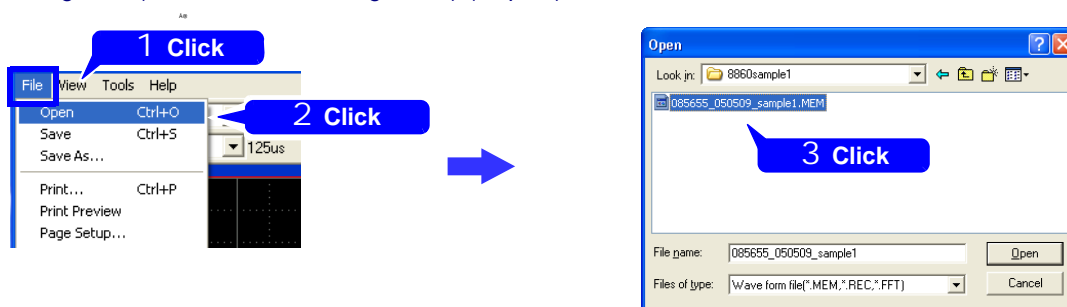 1 Click
File View Tools Help
Open Ctrl+O
Save Ctrl+S
Save As...
Print... Ctrl+P
Print Preview
Page Setup...
2 Click
125us
Open
Look in: 8860sample1
085655_050509_sample1.MEM
3 Click
File name: 085655_050509_sample1 Open
Files of type: Wave form file(*.MEM,*.REC,*.FFT) Cancel